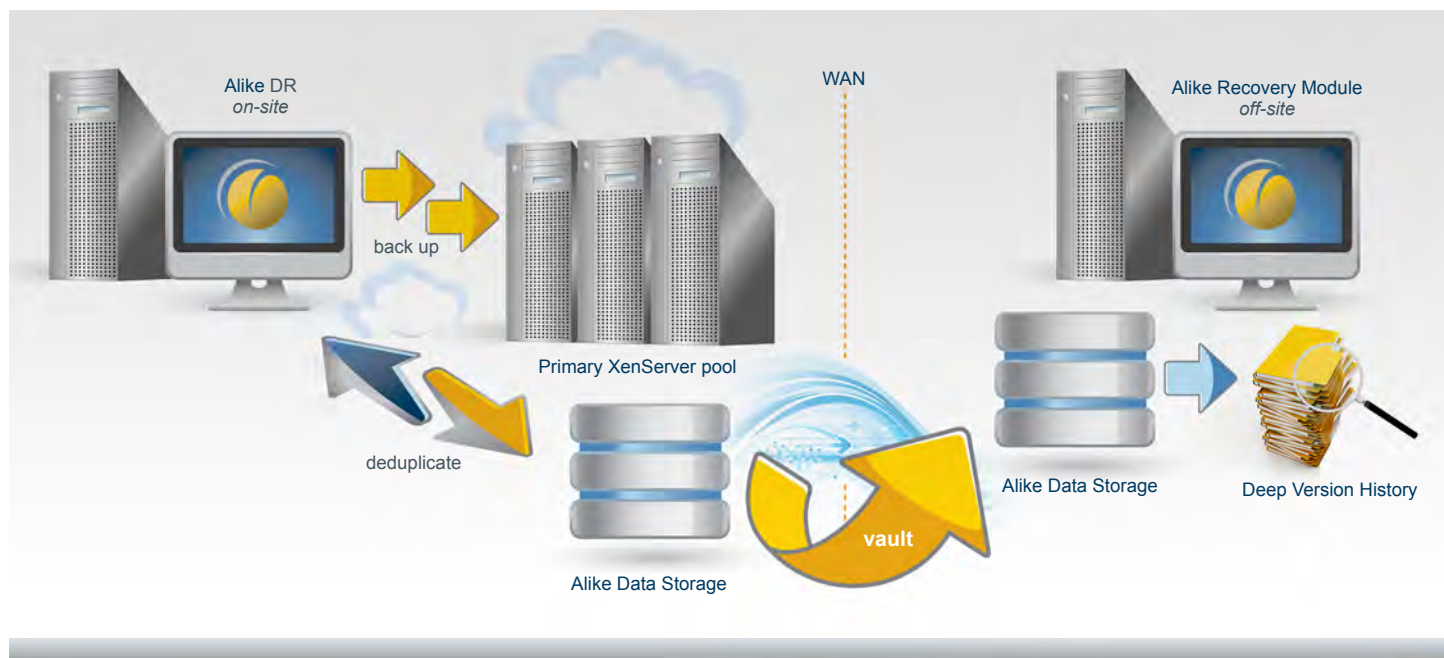 Alike DR
on-site
back up
Primary XenServer pool
deduplicate
Alike Data Storage
WAN
vault
Alike Recovery Module
off-site
Alike Data Storage
Deep Version History